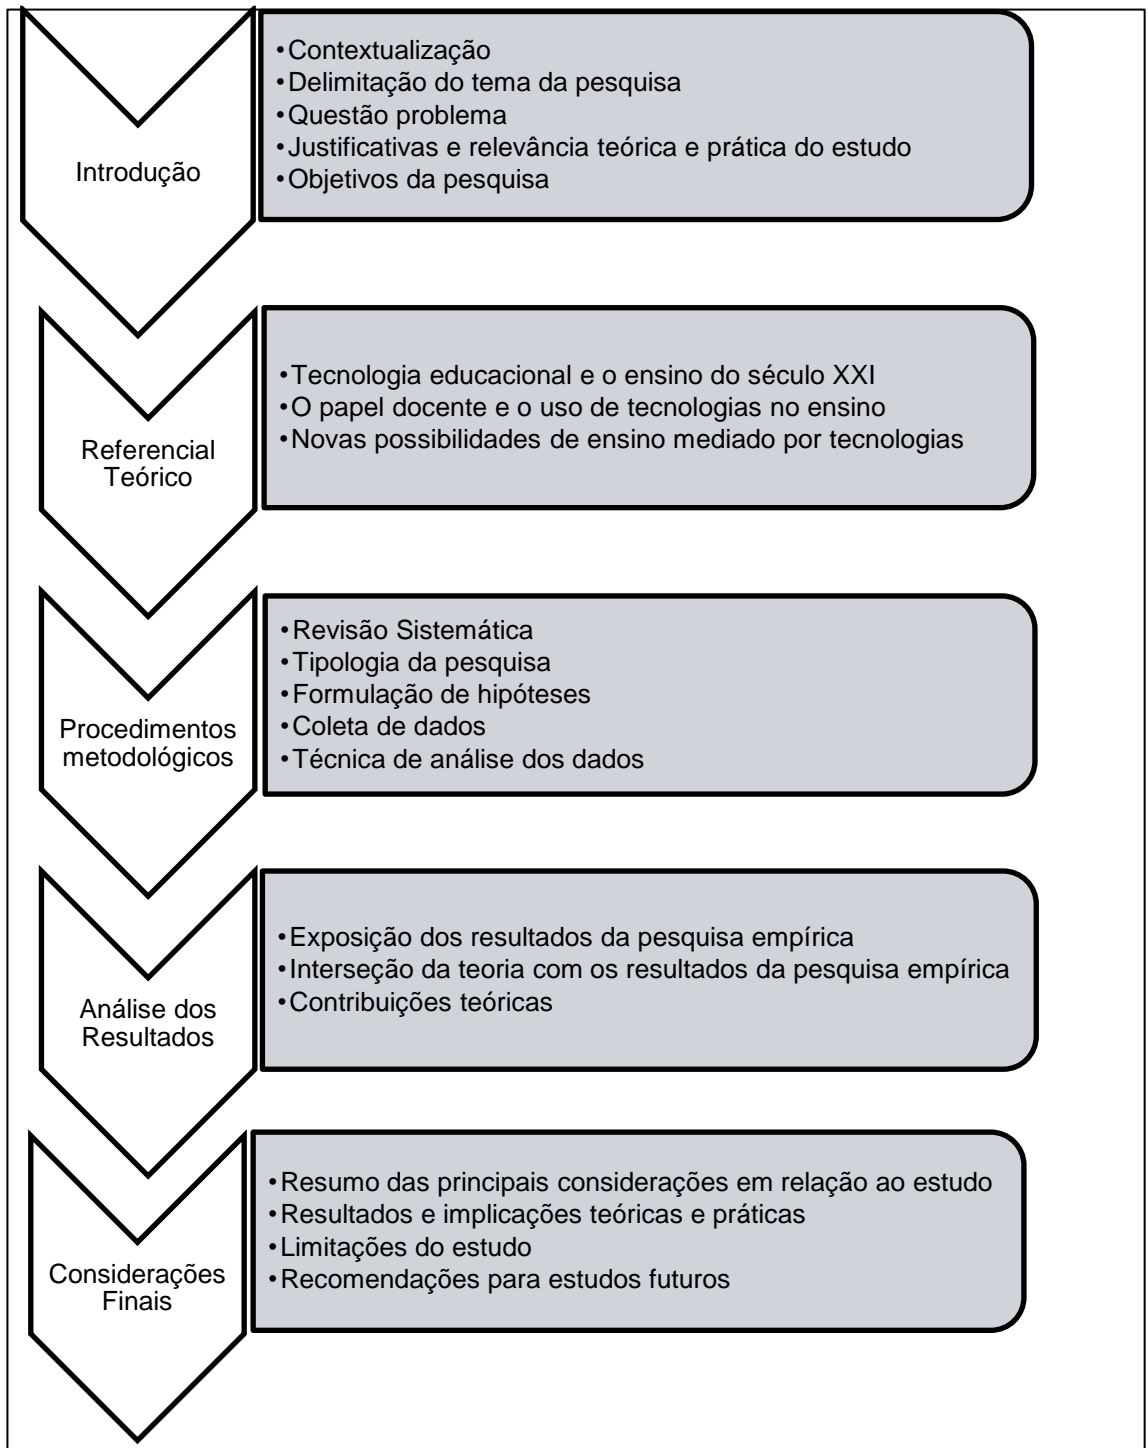 Introdução
•Contextualização
•Delimitação do tema da pesquisa
•Questão problema
•Justificativas e relevância teórica e prática do estudo
•Objetivos da pesquisa
Referencial
Teórico
•Tecnologia educacional e o ensino do século XXI
•O papel docente e o uso de tecnologias no ensino
•Novas possibilidades de ensino mediado por tecnologias
Procedimentos
metodológicos
•Revisão Sistemática
•Tipologia da pesquisa
•Formulação de hipóteses
•Coleta de dados
•Técnica de análise dos dados
Análise dos
Resultados
•Exposição dos resultados da pesquisa empírica
•Interseção da teoria com os resultados da pesquisa empírica
•Contribuições teóricas
Considerações
Finais
•Resumo das principais considerações em relação ao estudo
•Resultados e implicações teóricas e práticas
•Limitações do estudo
•Recomendações para estudos futuros